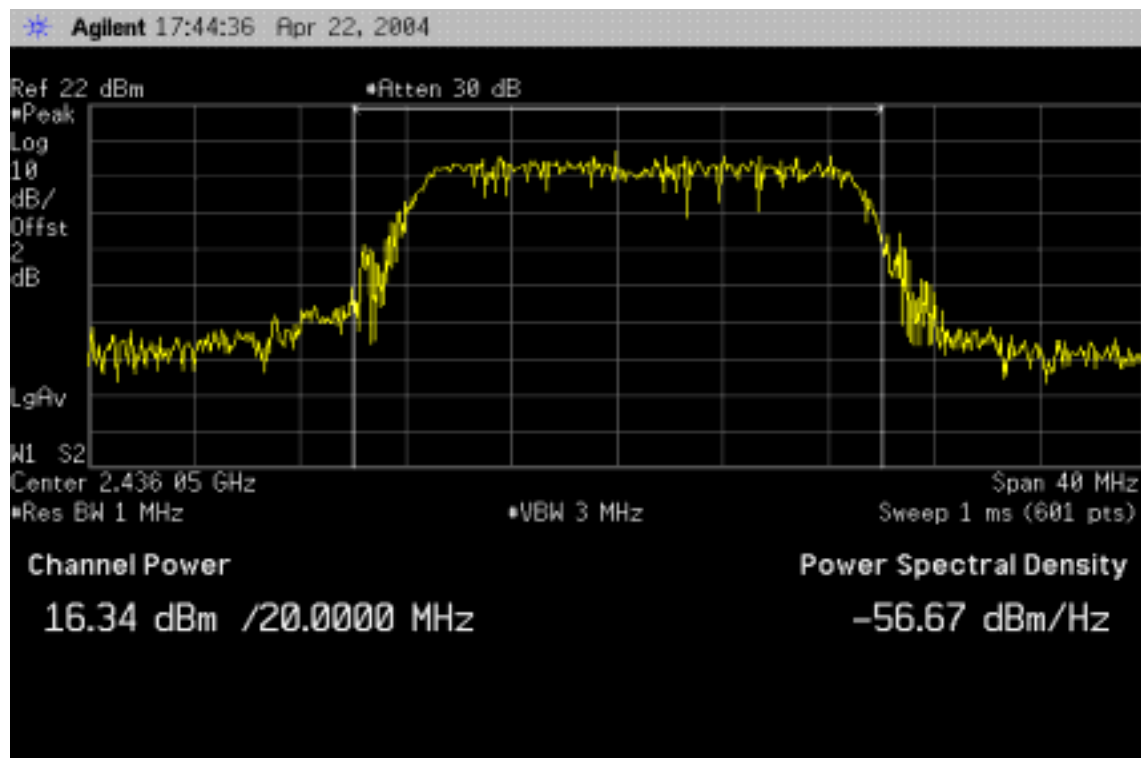 Agilent 17:44:36 Apr 22, 2004
Ref 22 dBm #Atten 30 dB
#Peak
Log
10
dB/
Offst
2
dB
LgAv
W1 S2
Center 2.436 05 GHz Span 40 MHz
#Res BW 1 MHz #VBW 3 MHz Sweep 1 ms (601 pts)
Channel Power Power Spectral Density
16.34 dBm /20.0000 MHz -56.67 dBm/Hz